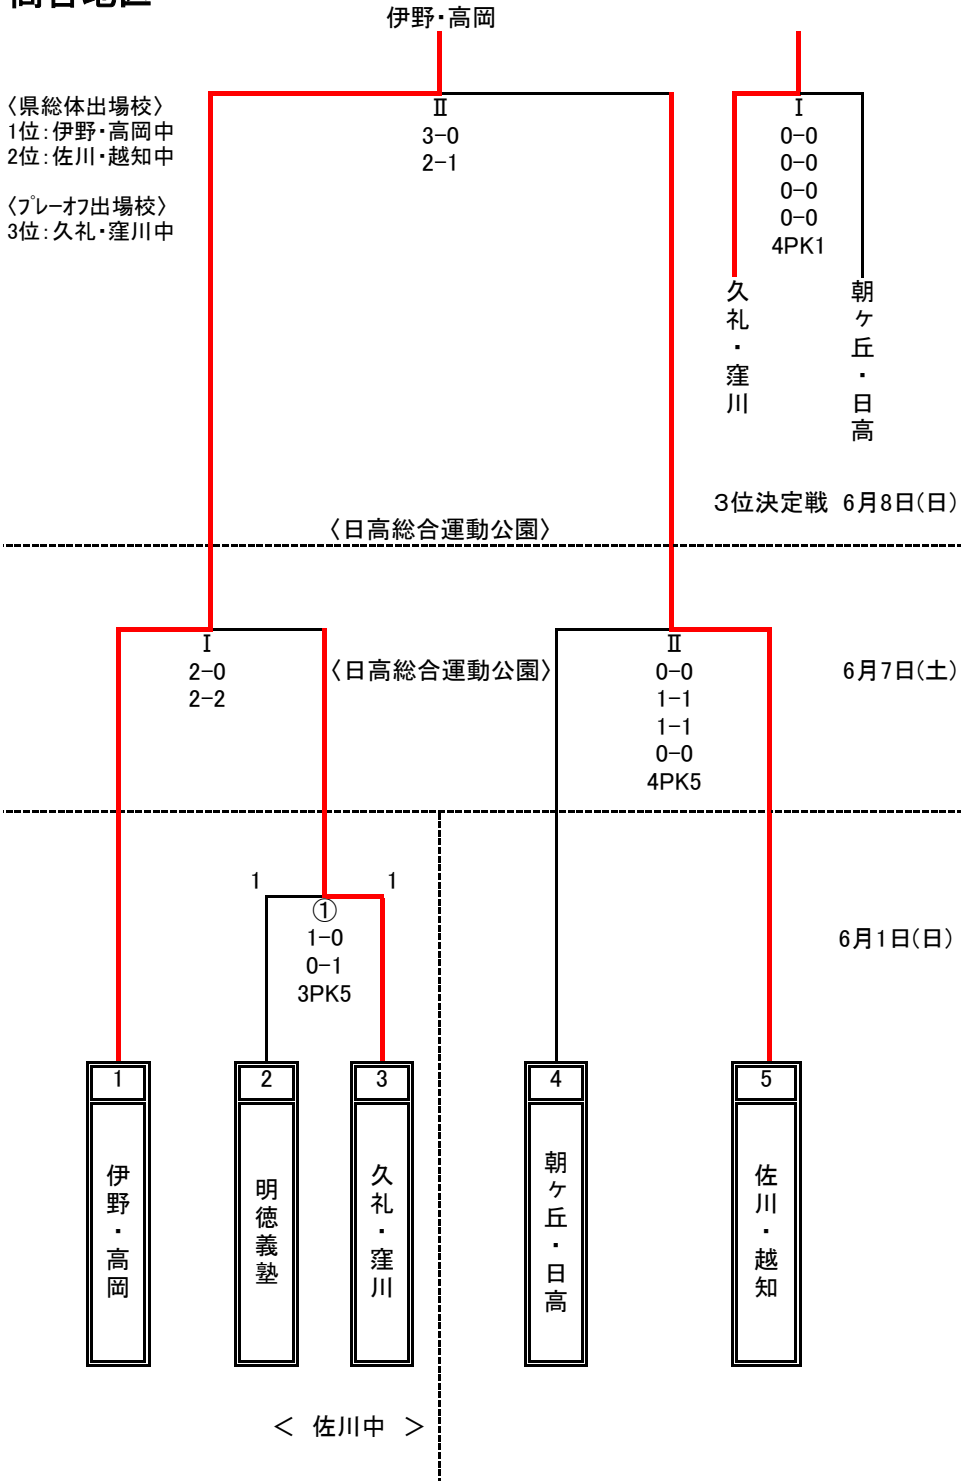 伊野・高岡
〈県総体出場校〉
1位:伊野・高岡中
2位:佐川・越知中
〈プレーオフ出場校〉
3位:久礼・窪川中
Ⅱ
3-0
2-1
Ⅰ
0-0
0-0
0-0
0-0
4PK1
久礼・窪川
朝ヶ丘・日高
3位決定戦 6月8日(日)
〈日高総合運動公園〉
Ⅰ
2-0
2-2
〈日高総合運動公園〉
Ⅱ
0-0
1-1
1-1
0-0
4PK5
6月7日(土)
1
1
①
1-0
0-1
3PK5
6月1日(日)
1
2
3
4
5
伊野・高岡
明徳義塾
久礼・窪川
朝ヶ丘・日高
佐川・越知
＜ 佐川中 ＞